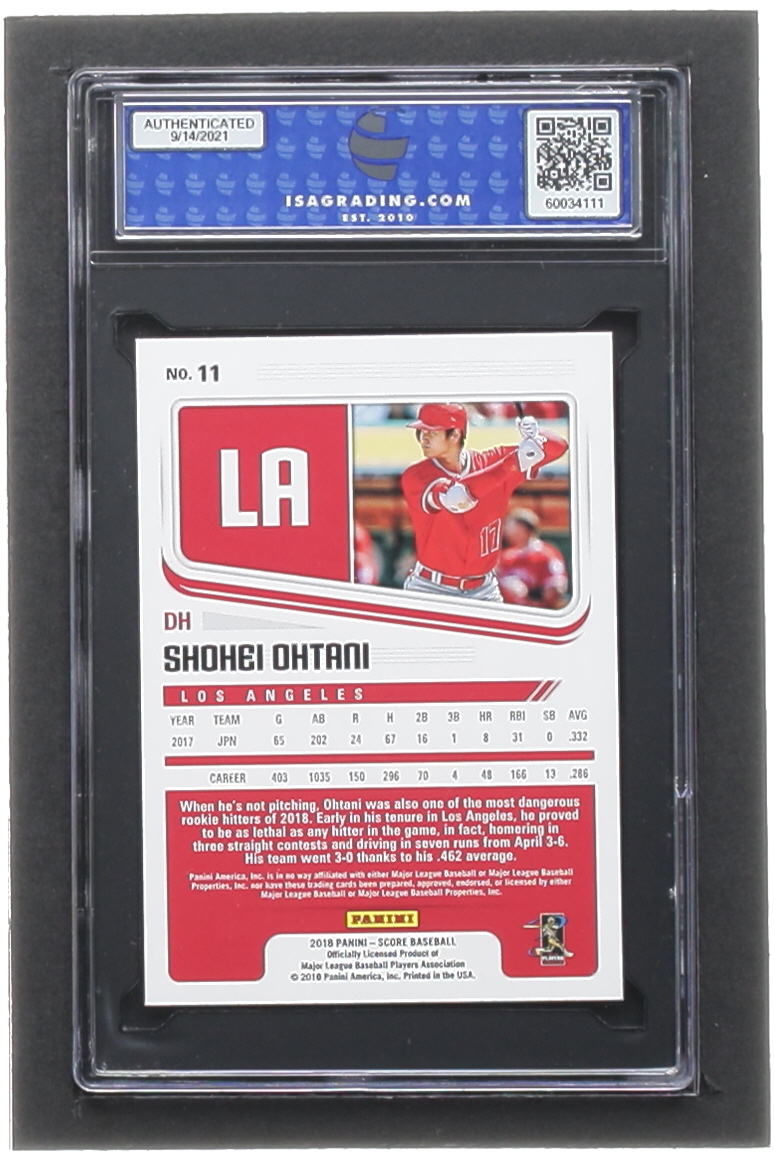 AUTHENTICATED
9/14/2021
ISAGRADING.COM
EST. 2010
60034111
NO. 11
LA
17
DH
SHOHEI OHTANI
LOS ANGELES
YEAR TEAM G AB R H 2B 3B HR RBI SB AVG
2017 JPN 65 202 24 67 16 1 8 31 0 .332
CAREER 403 1035 150 296 70 4 48 166 13 .286
When he's not pitching, Ohtani was also one of the most dangerous
rookie hitters of 2018. Early in his tenure in Los Angeles, he proved
to be as lethal as any hitter in the game, in fact, homering in
three straight contests and driving in seven runs from April 3-6.
His team went 3-0 thanks to his .462 average.
Panini America, Inc. is in no way affiliated with either Major League Baseball or Major League Baseball
Properties, Inc. nor have these trading cards been prepared, approved, endorsed, or licensed by either
Major League Baseball or Major League Baseball Properties, Inc.
PANINI
2018 PANINI – SCORE BASEBALL
Officially Licensed Product of
Major League Baseball Players Association
© 2010 Panini America, Inc. Printed in the USA.
PLAYERS